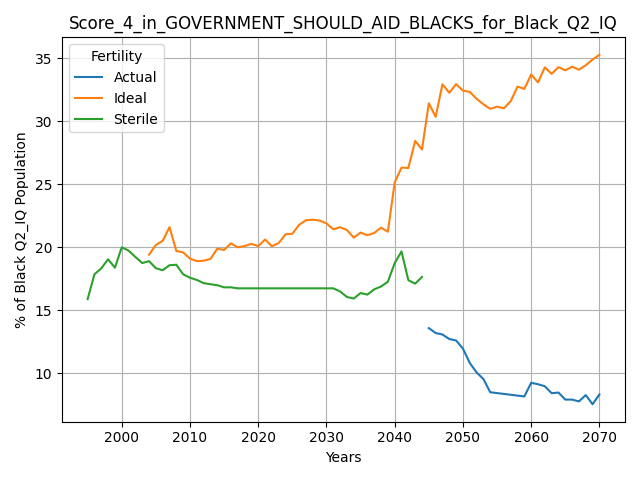 Score_4_in_GOVERNMENT_SHOULD_AID_BLACKS_for_Black_Q2_IQ
Fertility
Actual
Ideal
Sterile
% of Black Q2_IQ Population
35
30
25
20
15
10
2000 2010 2020 2030 2040 2050 2060 2070
Years